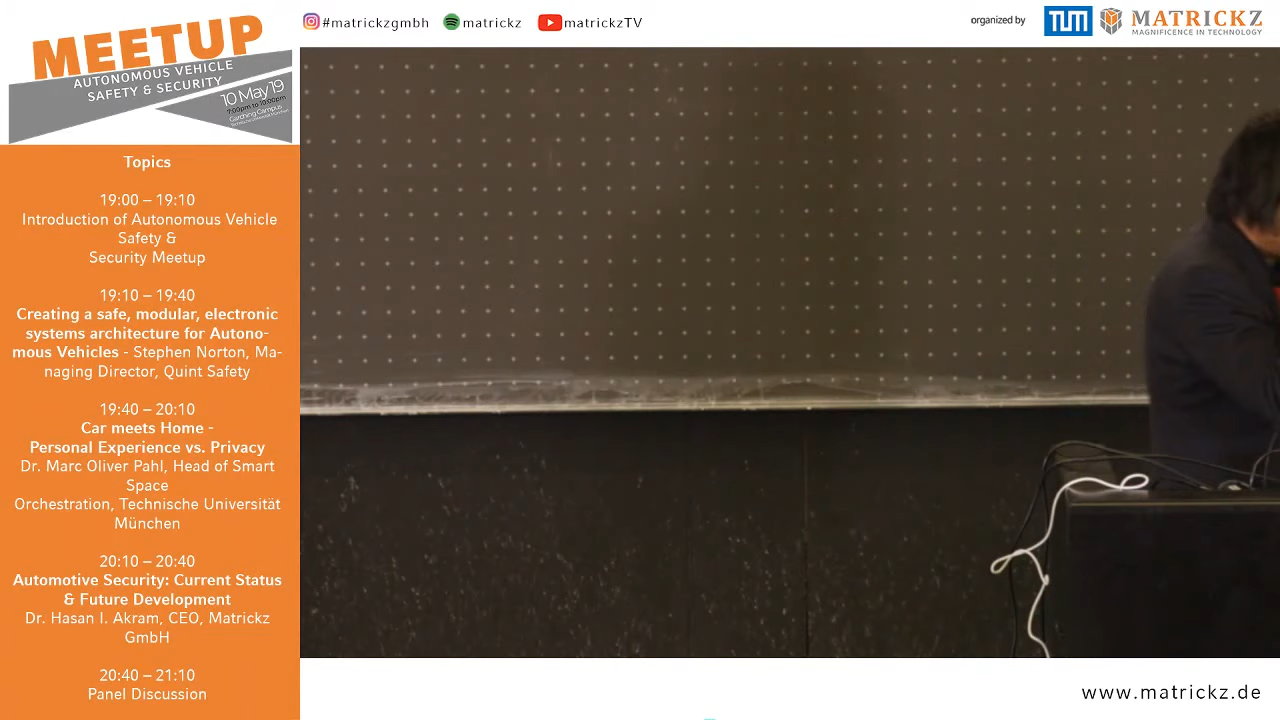 MEETUP
AUTONOMOUS VEHICLE
SAFETY & SECURITY
10 May 19
7:00pm to 10:00pm
Garching Campus
#matrickzgmbh
matrickz
matrickzTV
organized by
TUM
MATRICKZ
MAGNIFICENCE IN TECHNOLOGY
Topics
19:00 – 19:10
Introduction of Autonomous Vehicle
Safety &
Security Meetup
19:10 – 19:40
Creating a safe, modular, electronic
systems architecture for Autono-
mous Vehicles - Stephen Norton, Ma-
naging Director, Quint Safety
19:40 – 20:10
Car meets Home -
Personal Experience vs. Privacy
Dr. Marc Oliver Pahl, Head of Smart
Space
Orchestration, Technische Universität
München
20:10 – 20:40
Automotive Security: Current Status
& Future Development
Dr. Hasan I. Akram, CEO, Matrickz
GmbH
20:40 – 21:10
Panel Discussion
www.matrickz.de